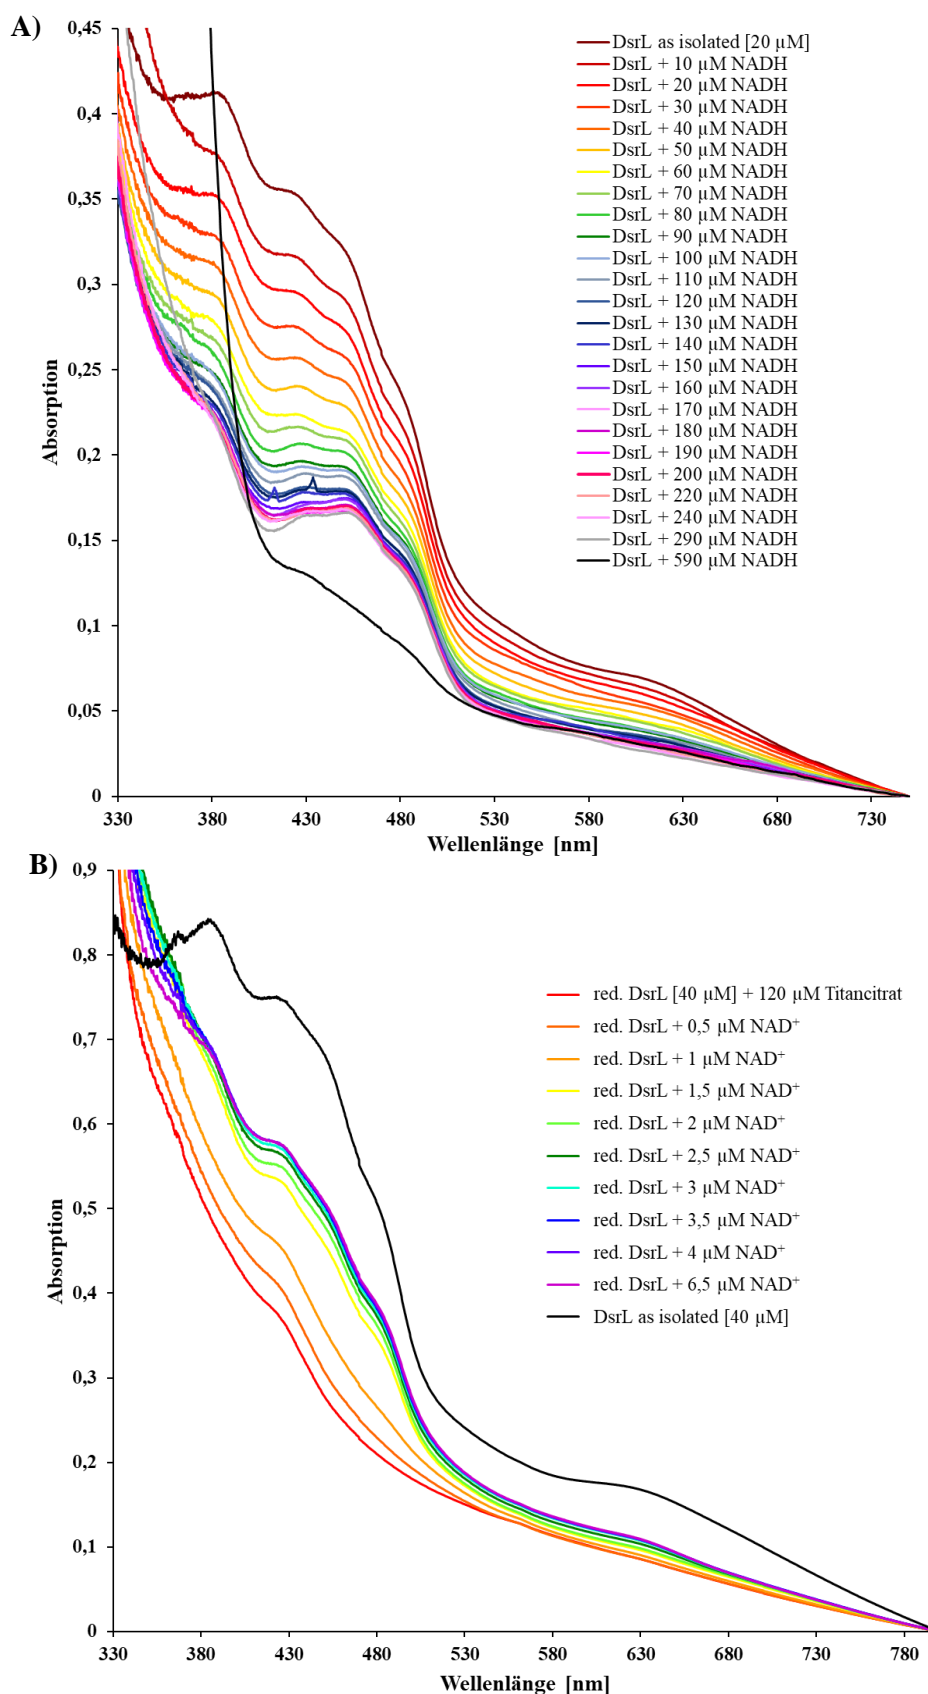 A)
0,45
0,4
0,35
0,3
0,25
0,2
0,15
0,1
0,05
0
Absorption
330
380
430
480
530
580
630
680
730
Wellenlänge [nm]
DsrL as isolated [20 µM]
DsrL + 10 µM NADH
DsrL + 20 µM NADH
DsrL + 30 µM NADH
DsrL + 40 µM NADH
DsrL + 50 µM NADH
DsrL + 60 µM NADH
DsrL + 70 µM NADH
DsrL + 80 µM NADH
DsrL + 90 µM NADH
DsrL + 100 µM NADH
DsrL + 110 µM NADH
DsrL + 120 µM NADH
DsrL + 130 µM NADH
DsrL + 140 µM NADH
DsrL + 150 µM NADH
DsrL + 160 µM NADH
DsrL + 170 µM NADH
DsrL + 180 µM NADH
DsrL + 190 µM NADH
DsrL + 200 µM NADH
DsrL + 220 µM NADH
DsrL + 240 µM NADH
DsrL + 290 µM NADH
DsrL + 590 µM NADH
B)
0,9
0,8
0,7
0,6
0,5
0,4
0,3
0,2
0,1
0
Absorption
330
380
430
480
530
580
630
680
730
780
Wellenlänge [nm]
red. DsrL [40 µM] + 120 µM Titancitrat
red. DsrL + 0,5 µM NAD⁺
red. DsrL + 1 µM NAD⁺
red. DsrL + 1,5 µM NAD⁺
red. DsrL + 2 µM NAD⁺
red. DsrL + 2,5 µM NAD⁺
red. DsrL + 3 µM NAD⁺
red. DsrL + 3,5 µM NAD⁺
red. DsrL + 4 µM NAD⁺
red. DsrL + 6,5 µM NAD⁺
DsrL as isolated [40 µM]